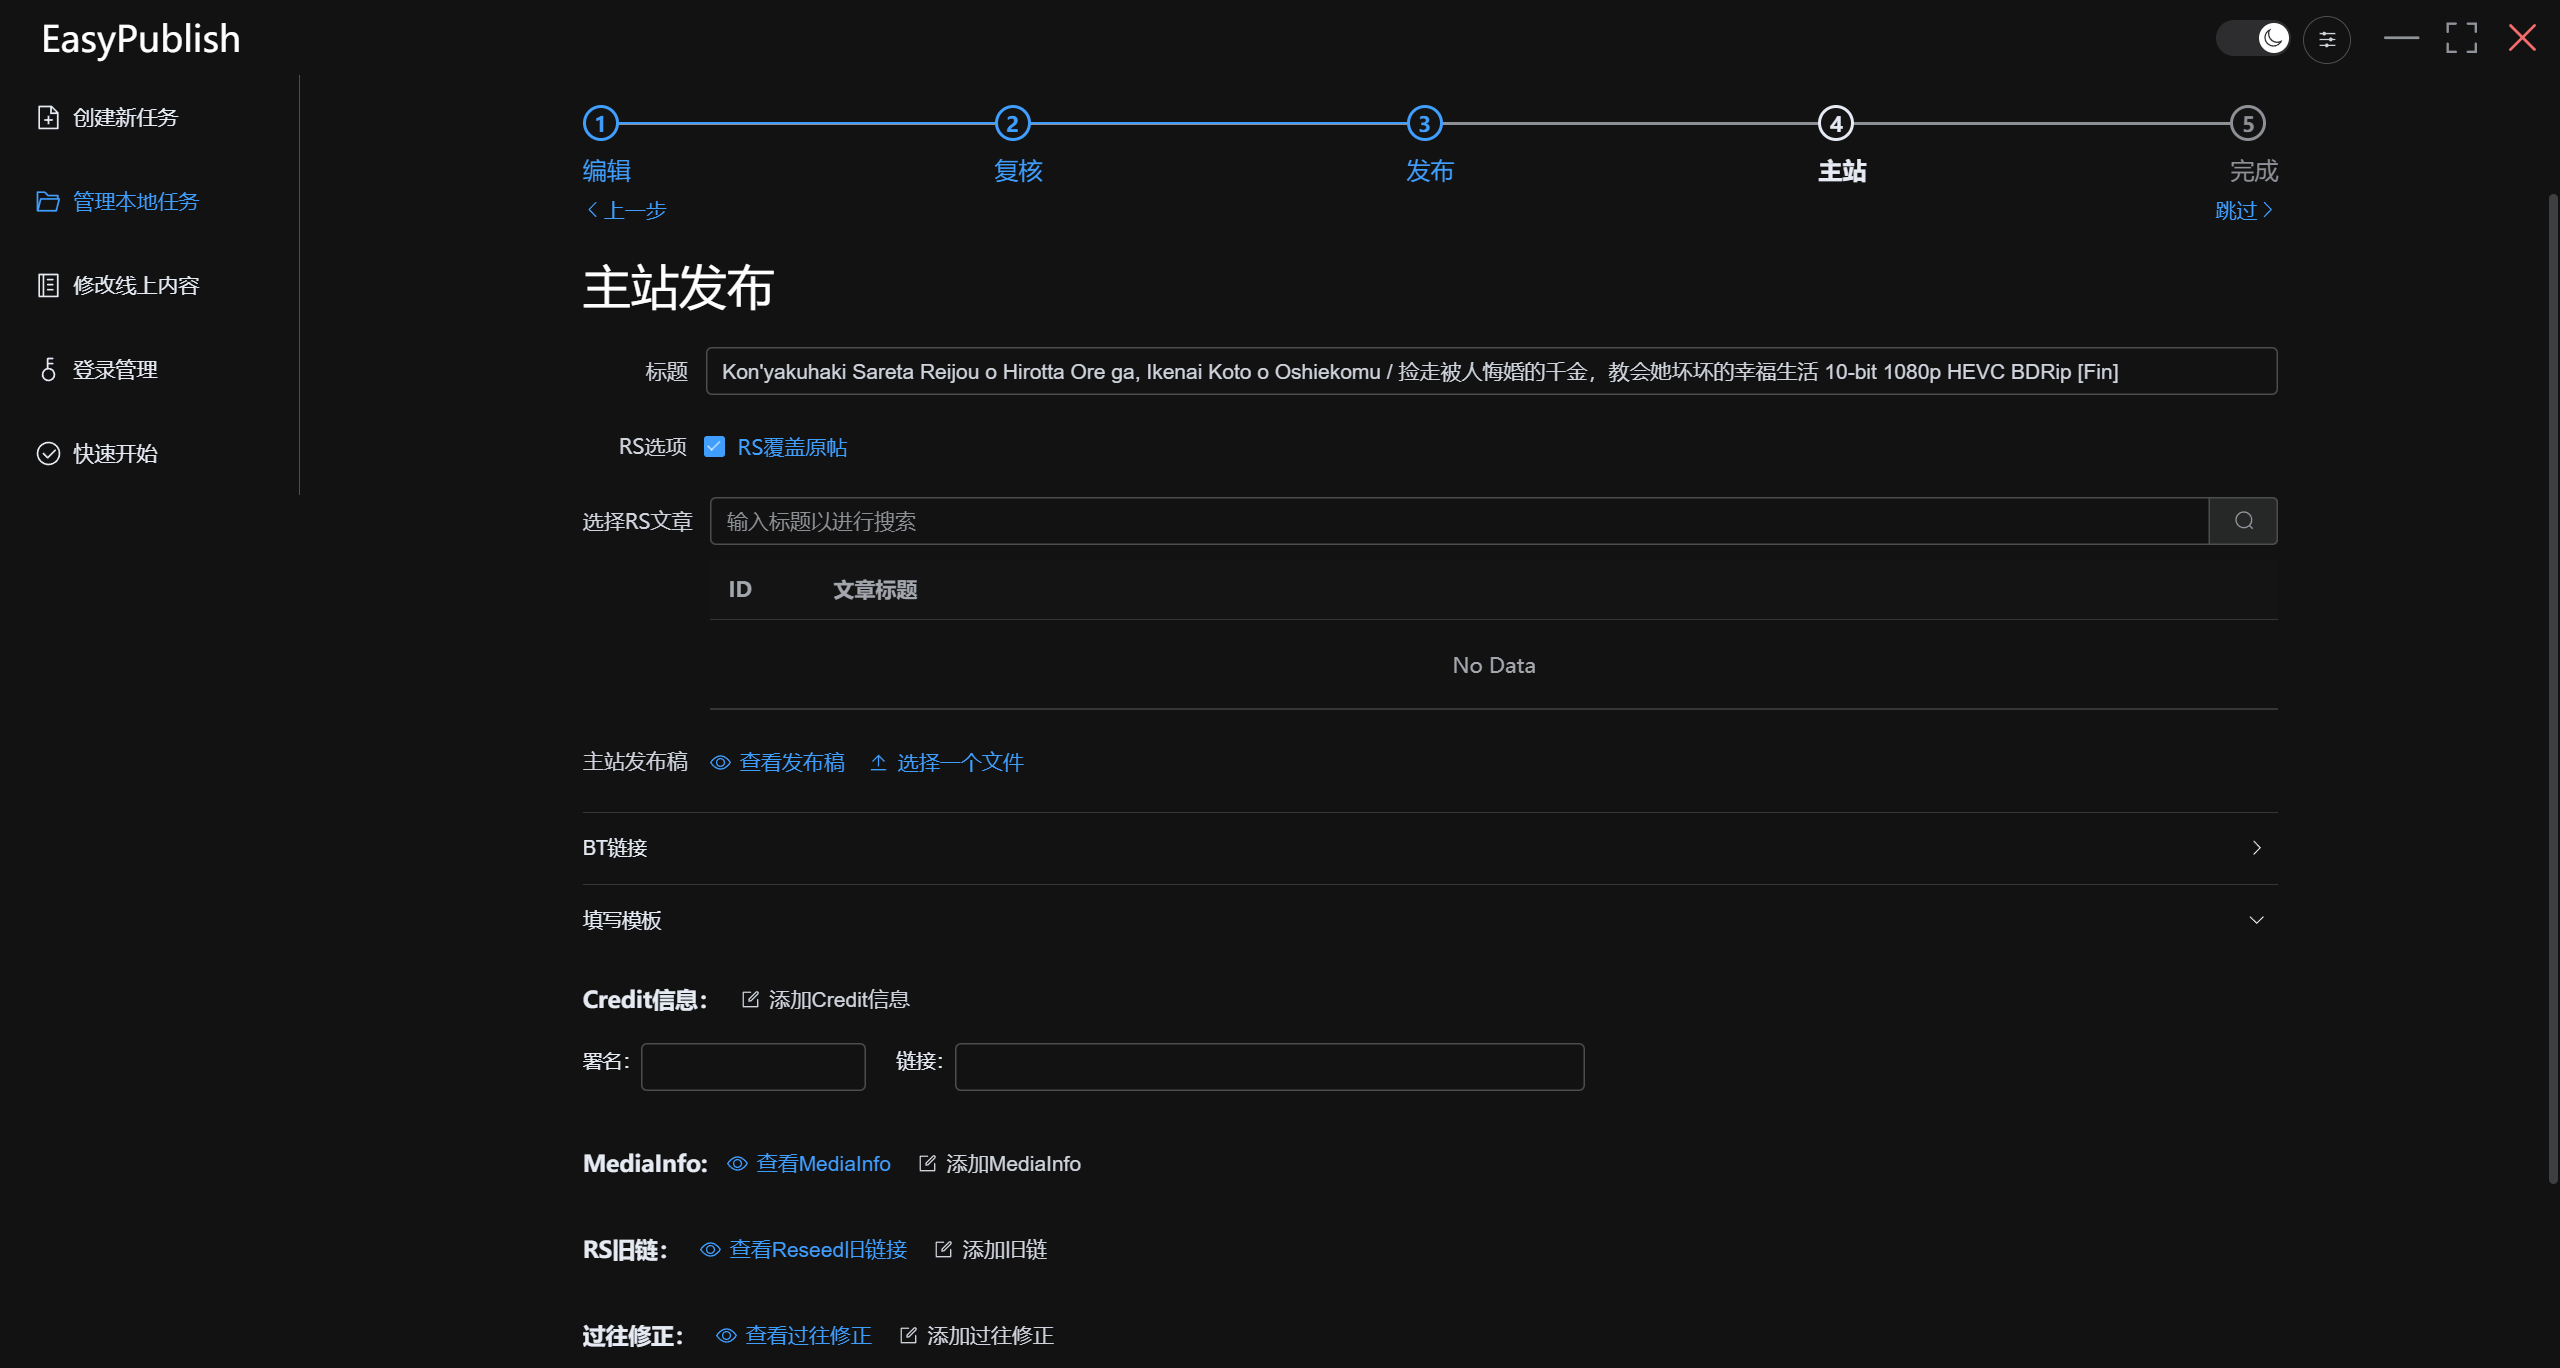 EasyPublish
创建新任务
管理本地任务
修改线上内容
登录管理
快速开始
1 2 3 4 5
编辑 复核 发布 主站 完成
上一步 跳过
主站发布
标题 Kon'yakuhaki Sareta Reijou o Hirotta Ore ga, Ikenai Koto o Oshiekomu / 捡走被人悔婚的千金，教会她坏坏的幸福生活 10-bit 1080p HEVC BDRip [Fin]
RS选项 RS覆盖原帖
选择RS文章 输入标题以进行搜索
ID 文章标题
No Data
主站发布稿 查看发布稿 选择一个文件
BT链接
填写模板
Credit信息： 添加Credit信息
署名： 链接：
MediaInfo: 查看MediaInfo 添加MediaInfo
RS旧链： 查看Reseed旧链接 添加旧链
过往修正： 查看过往修正 添加过往修正